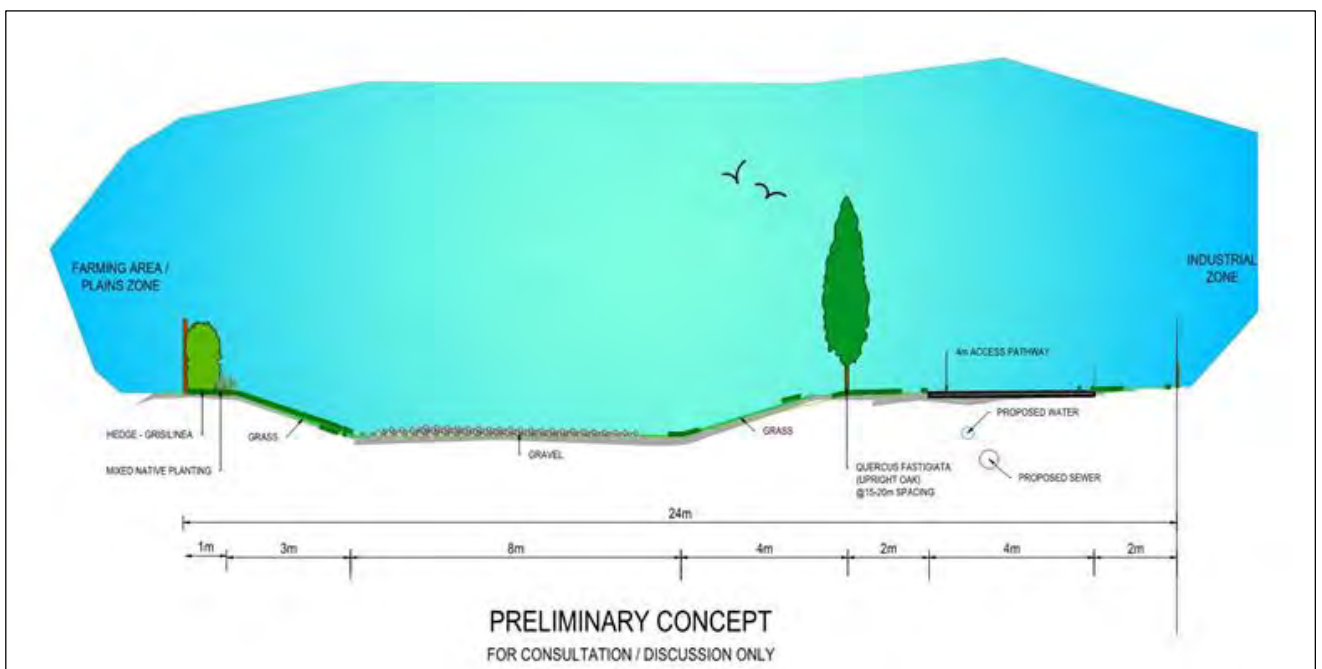 FARMING AREA /
PLAINS ZONE
INDUSTRIAL
ZONE
4m ACCESS PATHWAY
PROPOSED WATER
HEDGE - GRISILINEA
GRASS
GRASS
GRAVEL
MIXED NATIVE PLANTING
QUERCUS FASTIGIATA
(UPRIGHT OAK)
@15-20m SPACING
PROPOSED SEWER
24m
1m
3m
8m
4m
2m
4m
2m
PRELIMINARY CONCEPT
FOR CONSULTATION / DISCUSSION ONLY